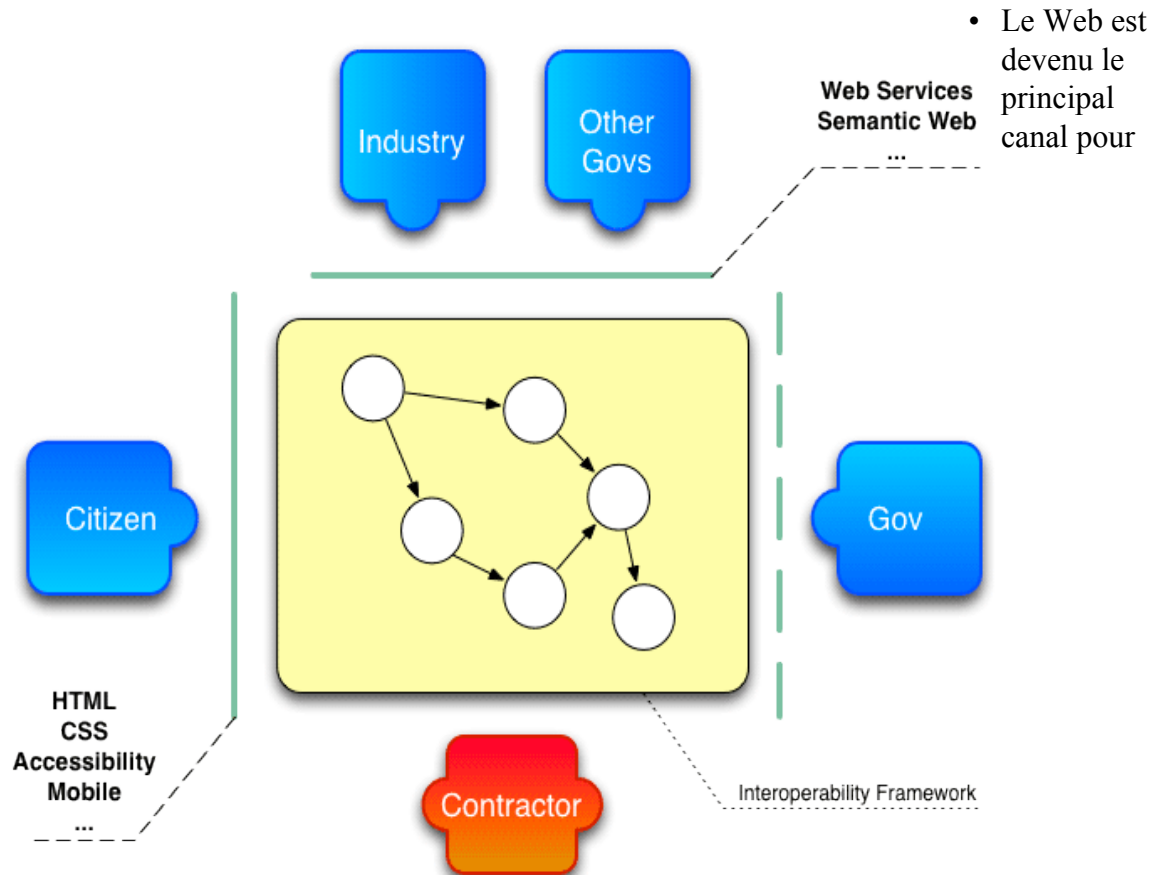 • Le Web est
devenu le
principal
canal pour
Web Services
Semantic Web
...
Industry
Other
Govs
Citizen
Gov
HTML
CSS
Accessibility
Mobile
...
Contractor
Interoperability Framework